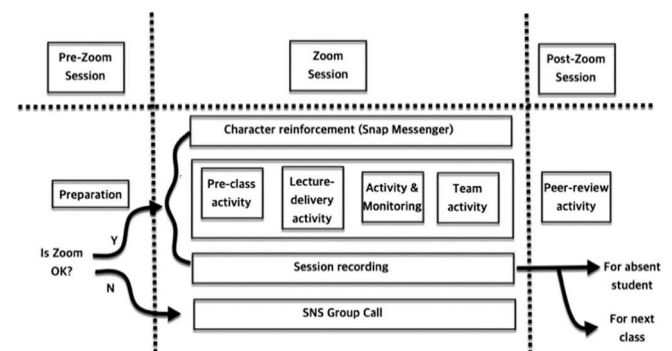 Pre-Zoom
Session
Zoom
Session
Post-Zoom
Session
Character reinforcement (Snap Messenger)
Preparation
Pre-class
activity
Lecture-
delivery
activity
Activity &
Monitoring
Team
activity
Peer-review
activity
Is Zoom
OK?
Y
N
Session recording
For absent
student
SNS Group Call
For next
class